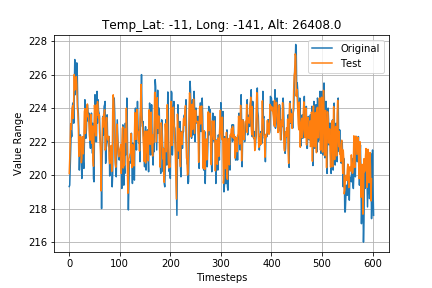 Temp_Lat: -11, Long: -141, Alt: 26408.0
Original
Test
Value Range
228
226
224
222
220
218
216
0 100 200 300 400 500 600
Timesteps